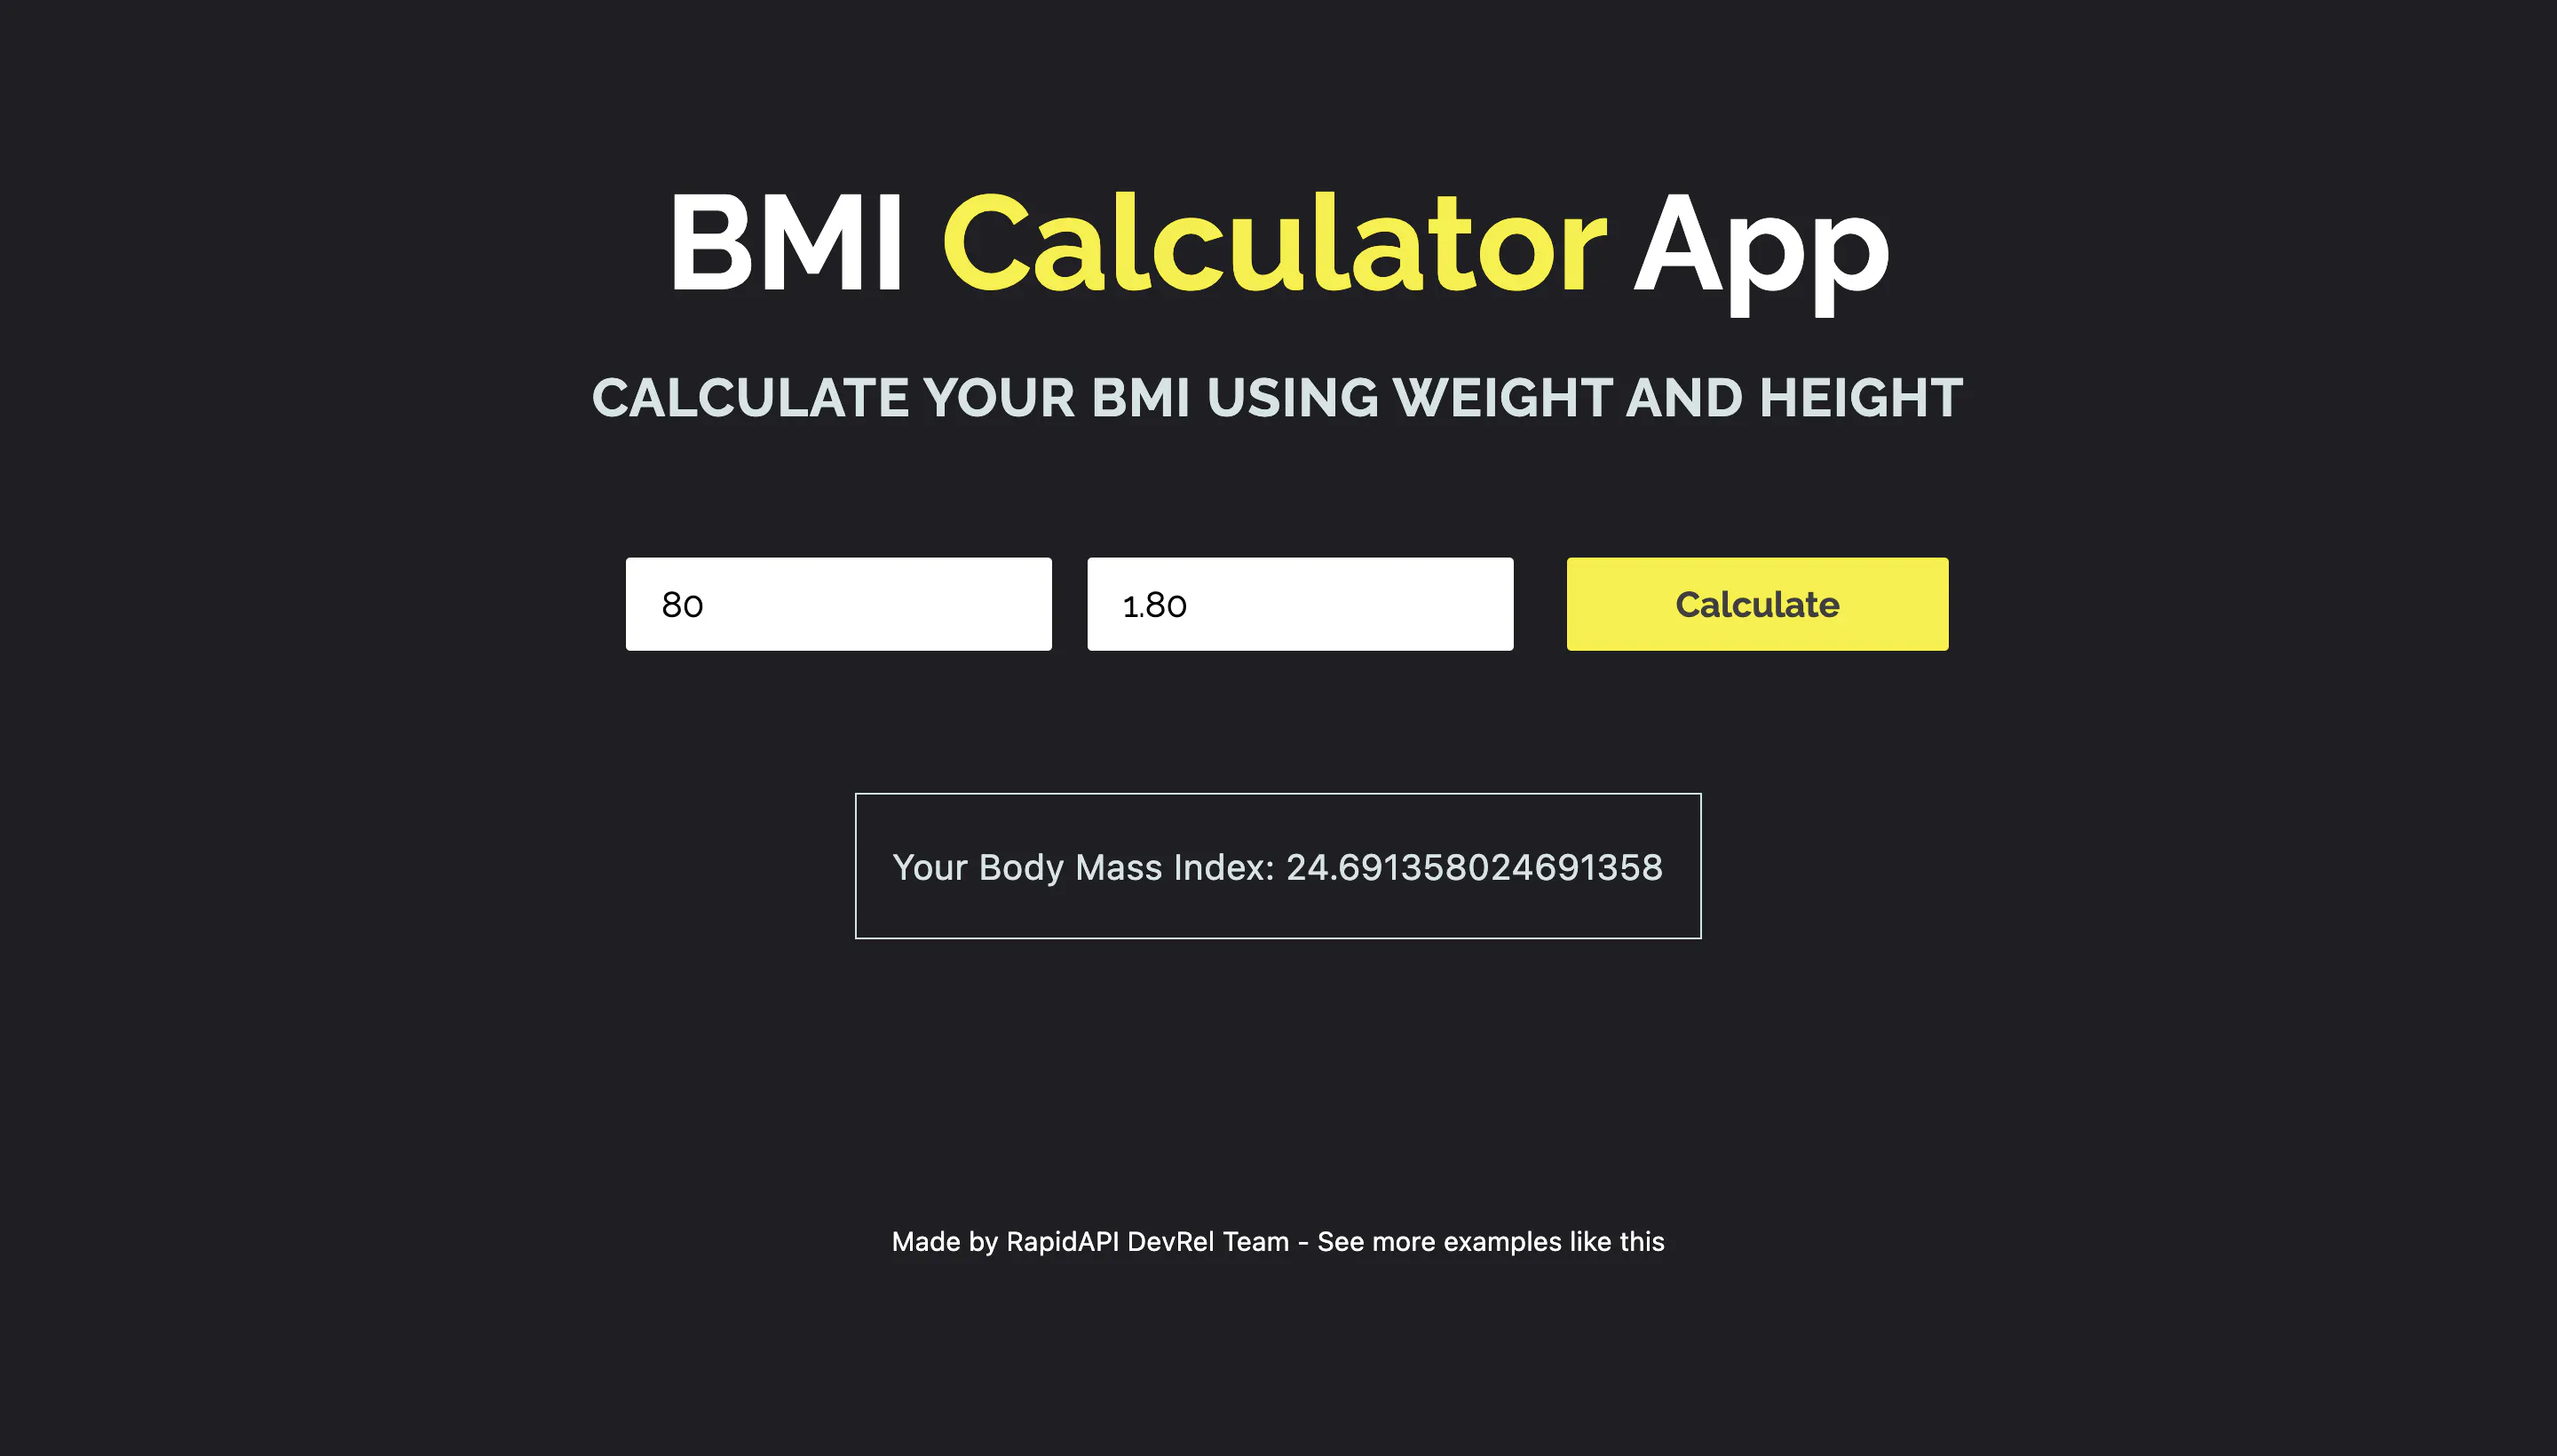 BMI Calculator App
CALCULATE YOUR BMI USING WEIGHT AND HEIGHT
80 1.80 Calculate
Your Body Mass Index: 24.691358024691358
Made by RapidAPI DevRel Team - See more examples like this